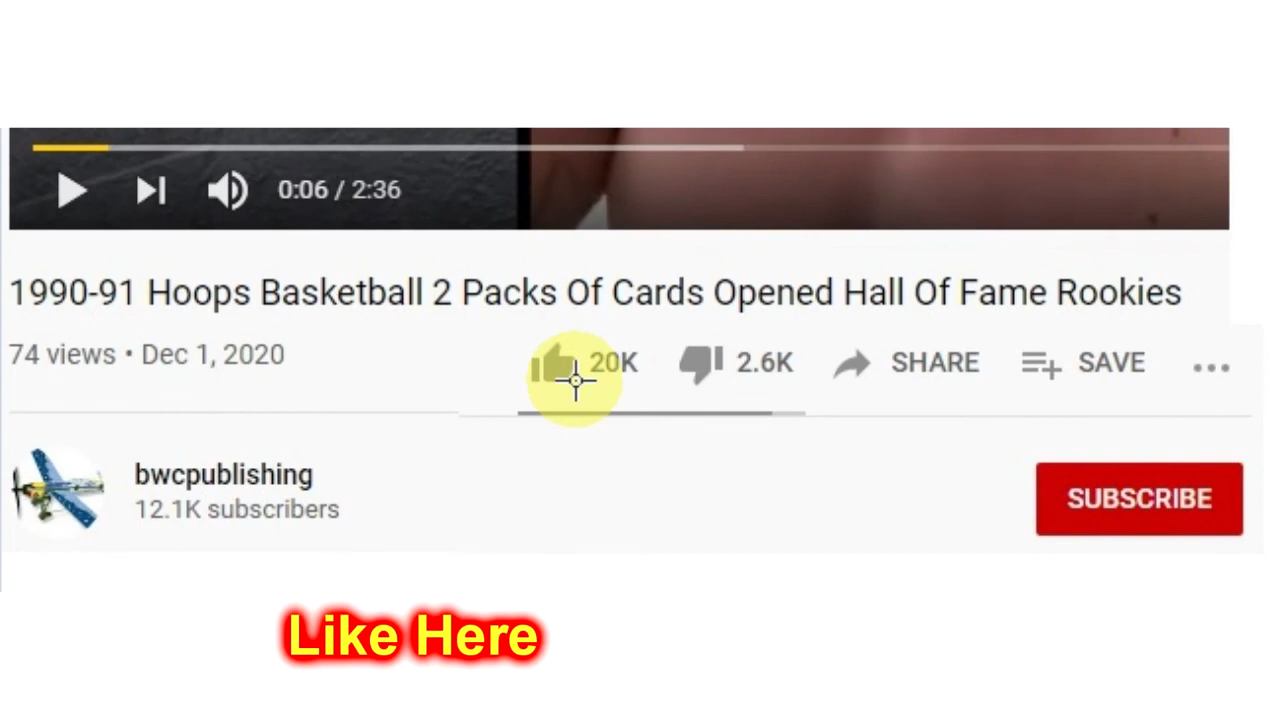 0:06 / 2:36
1990-91 Hoops Basketball 2 Packs Of Cards Opened Hall Of Fame Rookies
74 views • Dec 1, 2020
20K 2.6K SHARE SAVE
bwcpublishing
12.1K subscribers
SUBSCRIBE
Like Here